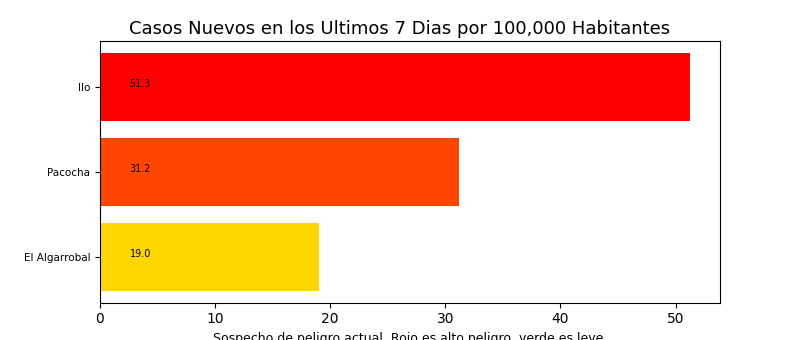 Casos Nuevos en los Ultimos 7 Dias por 100,000 Habitantes
Ilo
51.3
Pacocha
31.2
El Algarrobal
19.0
0 10 20 30 40 50
Sospecho de peligro actual. Rojo es alto peligro, verde es leve